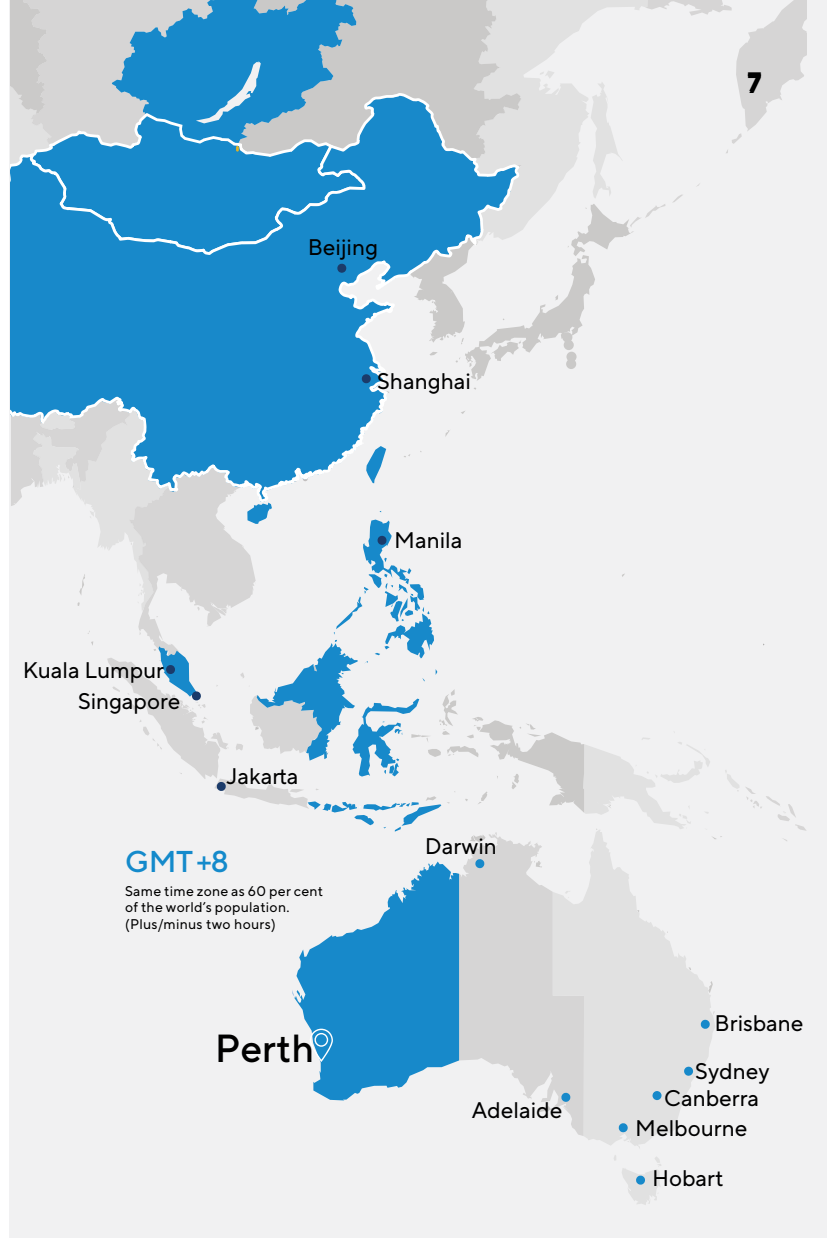 7
Beijing
Shanghai
Manila
Kuala Lumpur
Singapore
Jakarta
Darwin
GMT +8
Same time zone as 60 per cent
of the world's population.
(Plus/minus two hours)
Brisbane
Perth
Sydney
Canberra
Adelaide
Melbourne
Hobart